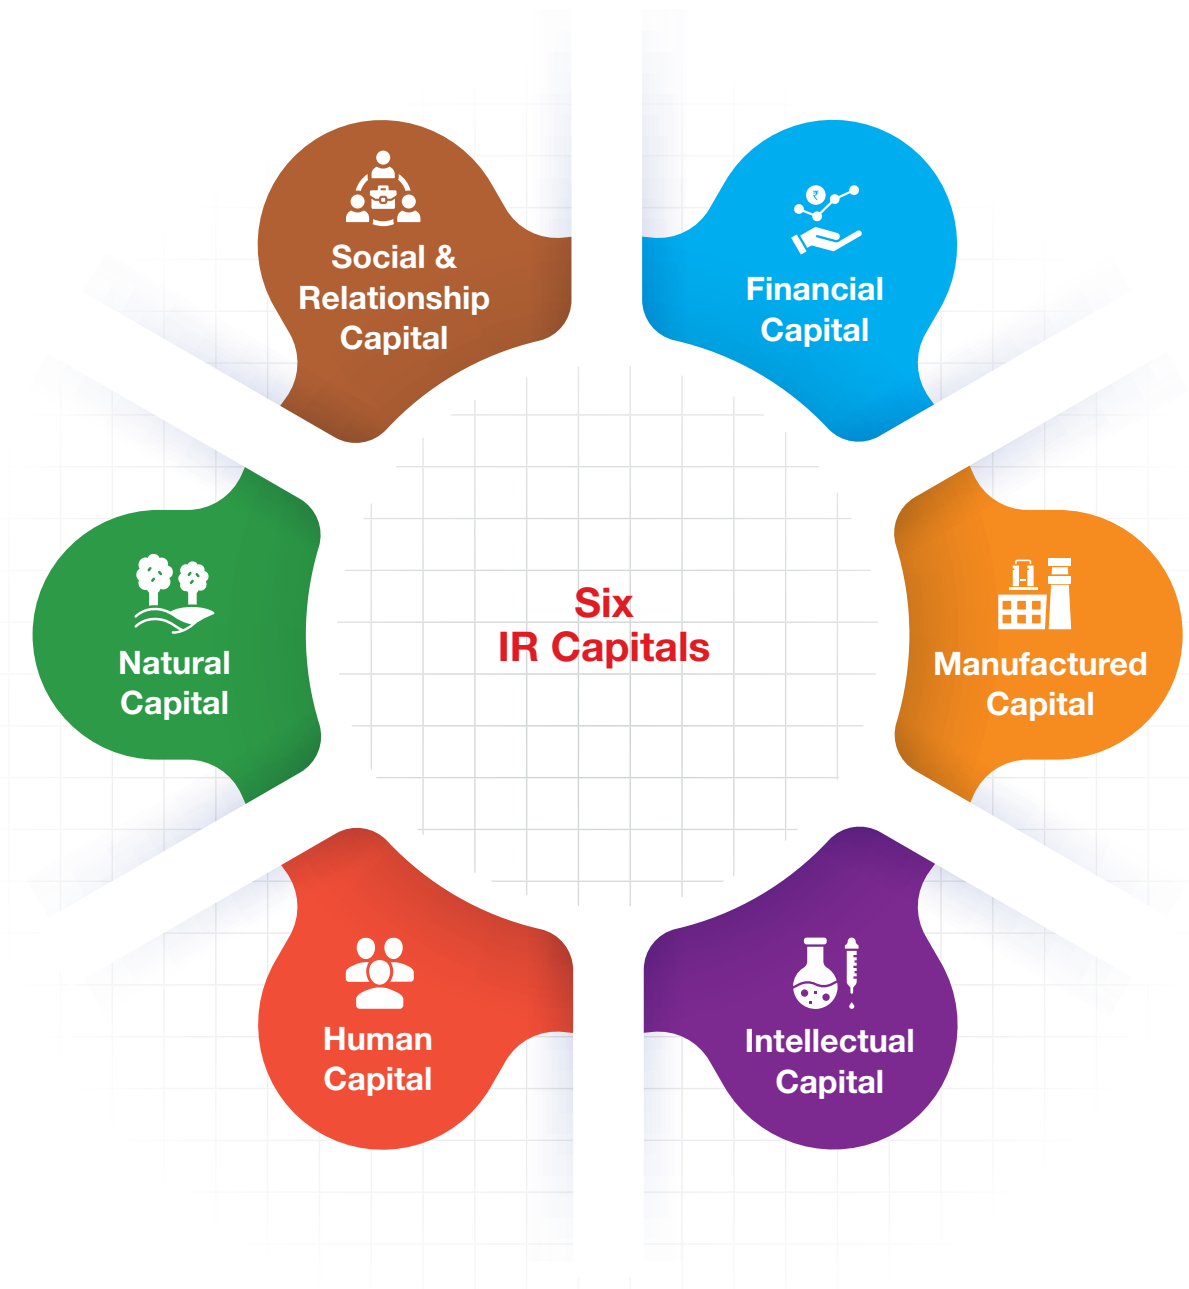 Social &
Relationship
Capital
₹
Financial
Capital
Natural
Capital
Six
IR Capitals
Manufactured
Capital
Human
Capital
Intellectual
Capital